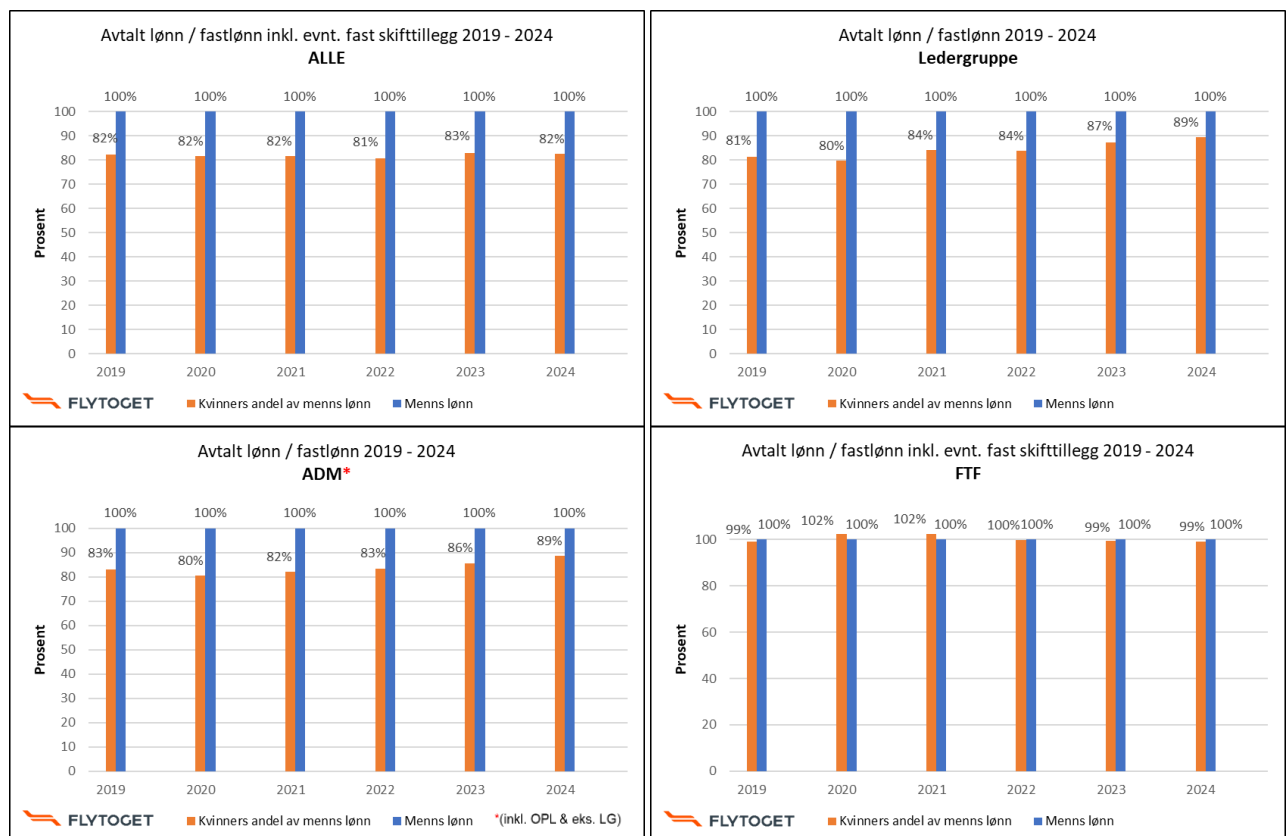 Avtalt lønn / fastlønn inkl. evnt. fast skifttillegg 2019 - 2024
ALLE
100% 100% 100% 100% 100% 100%
82% 82% 82% 81% 83% 82%
Prosent
100
90
80
70
60
50
40
30
20
10
0
2019 2020 2021 2022 2023 2024
FLYTOGET Kvinners andel av menns lønn Menns lønn
Avtalt lønn / fastlønn 2019 - 2024
Ledergruppe
100% 100% 100% 100% 100% 100%
81% 80% 84% 84% 87% 89%
Prosent
100
90
80
70
60
50
40
30
20
10
0
2019 2020 2021 2022 2023 2024
FLYTOGET Kvinners andel av menns lønn Menns lønn
Avtalt lønn / fastlønn 2019 - 2024
ADM*
100% 100% 100% 100% 100% 100%
83% 80% 82% 83% 86% 89%
Prosent
100
90
80
70
60
50
40
30
20
10
0
2019 2020 2021 2022 2023 2024
FLYTOGET Kvinners andel av menns lønn Menns lønn *(inkl. OPL & eks. LG)
Avtalt lønn / fastlønn inkl. evnt. fast skifttillegg 2019 - 2024
FTF
99% 100% 102% 100% 102% 100% 100% 100% 99% 100% 99% 100%
Prosent
100
80
60
40
20
0
2019 2020 2021 2022 2023 2024
FLYTOGET Kvinners andel av menns lønn Menns lønn